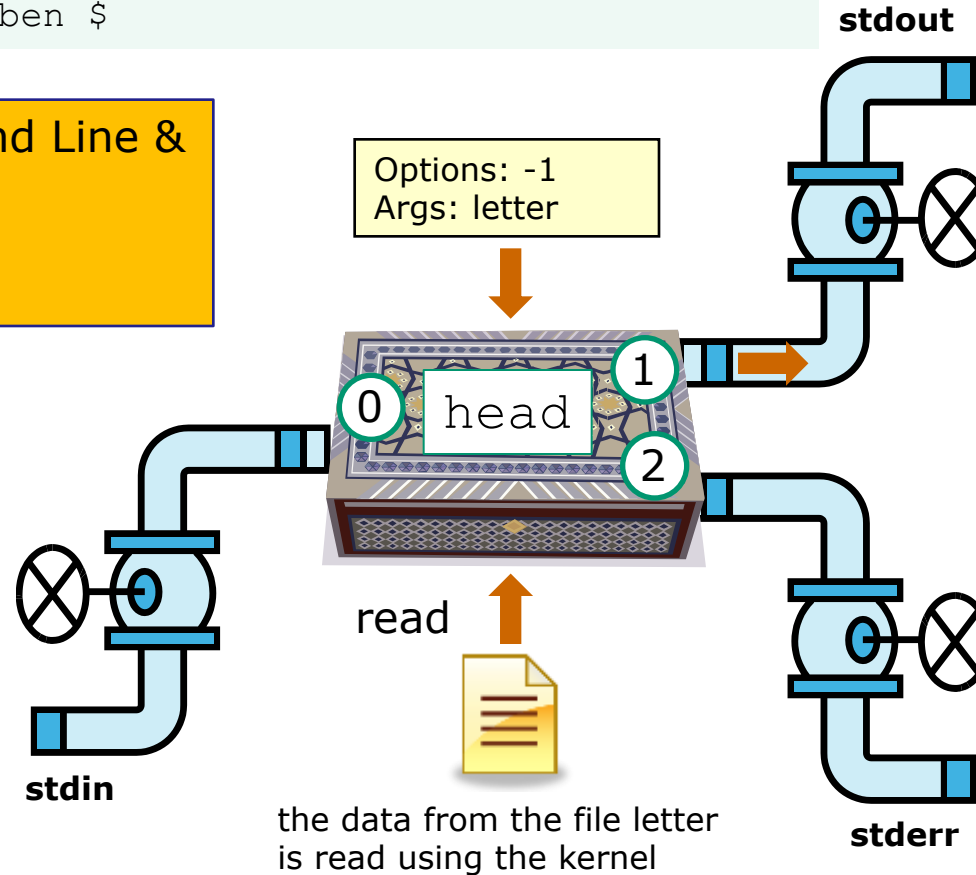 ben $
stdout
nd Line &
Options: -1
Args: letter
1
0
head
2
read
stdin
the data from the file letter
is read using the kernel
stderr